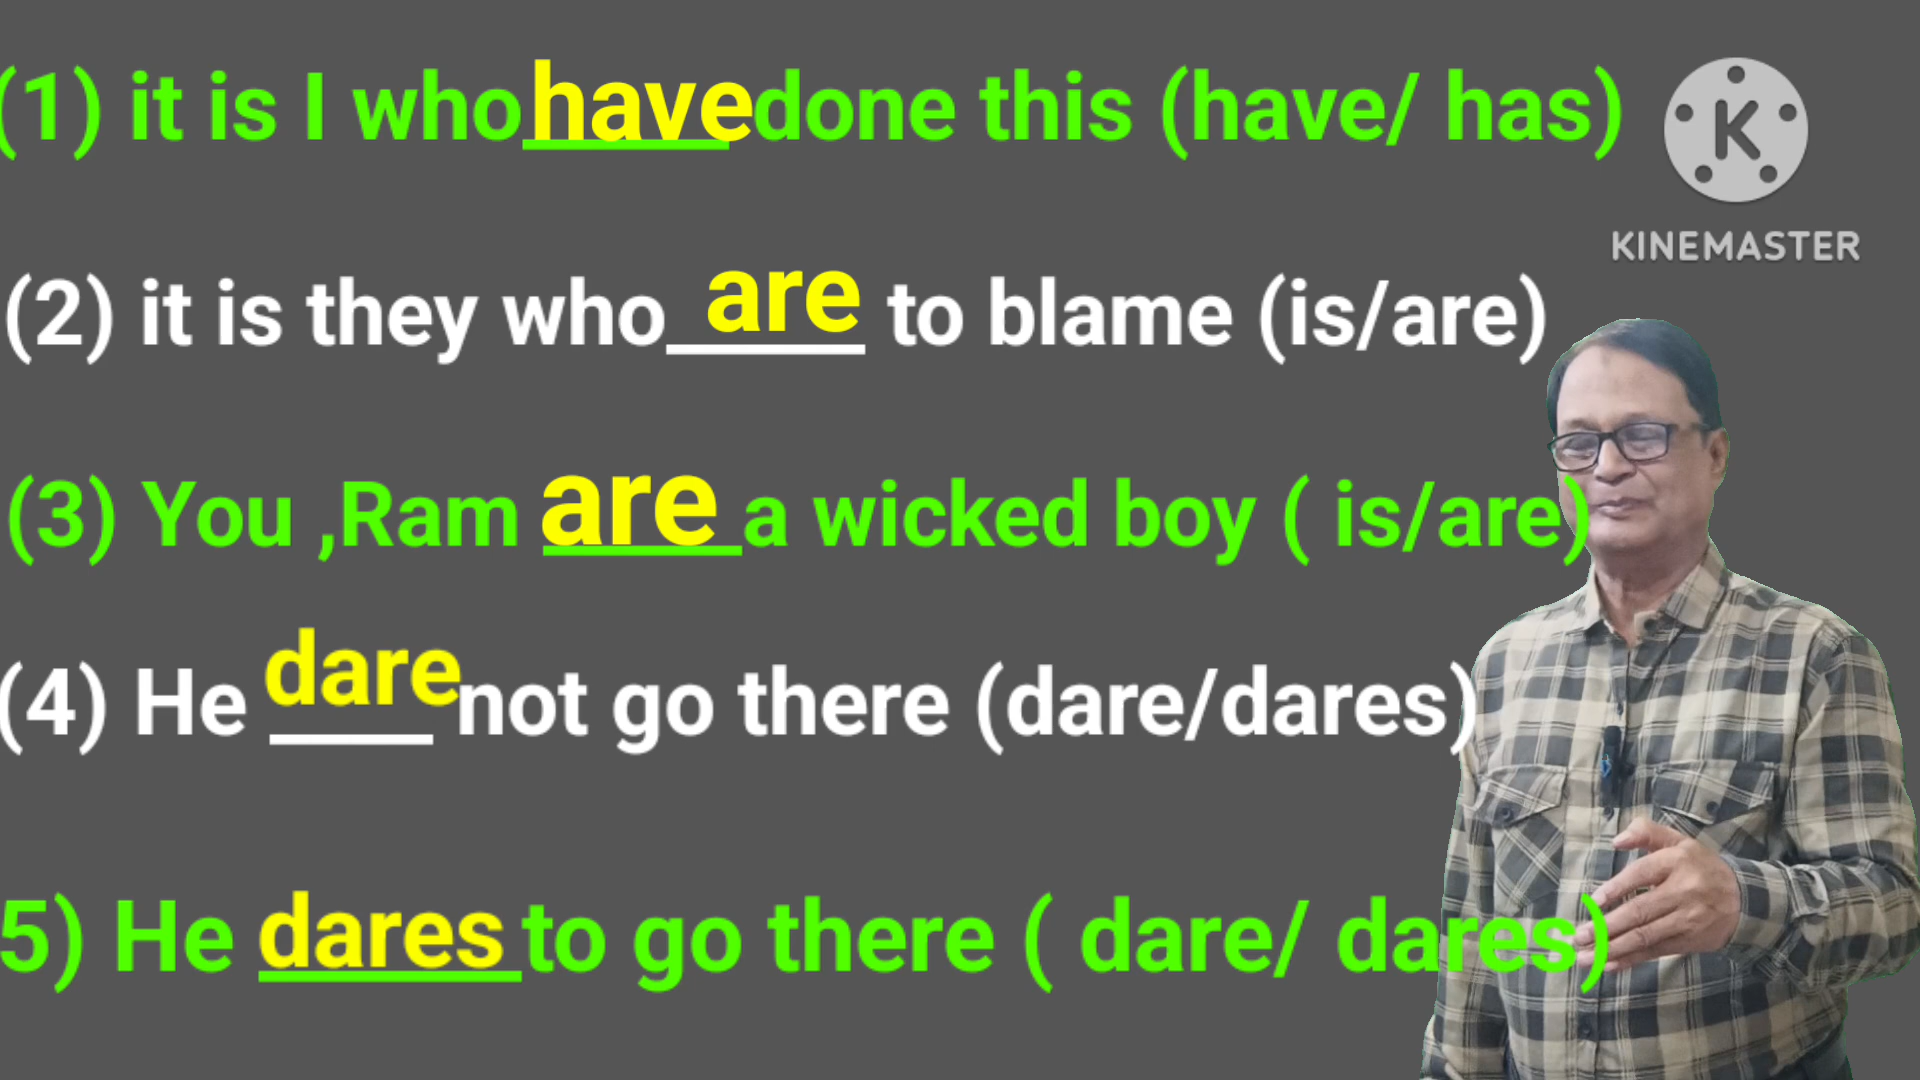 (1) it is I who have done this (have/ has)
KINEMASTER
(2) it is they who are to blame (is/are)
(3) You ,Ram are a wicked boy ( is/are)
(4) He dare not go there (dare/dares)
5) He dares to go there ( dare/ dares)